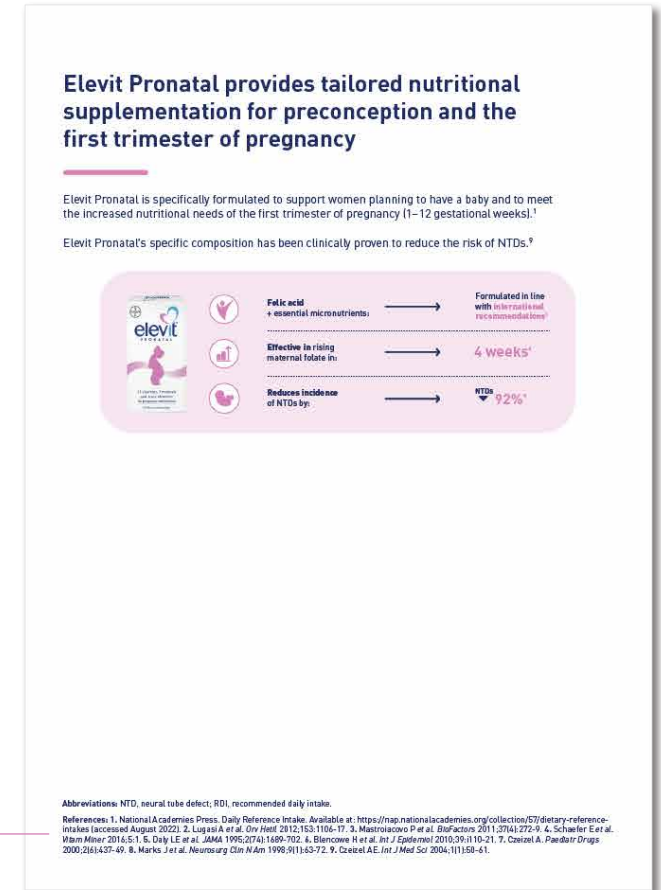 Elevit Pronatal provides tailored nutritional
supplementation for preconception and the
first trimester of pregnancy
Elevit Pronatal is specifically formulated to support women planning to have a baby and to meet
the increased nutritional needs of the first trimester of pregnancy (1–12 gestational weeks).¹
Elevit Pronatal's specific composition has been clinically proven to reduce the risk of NTDs.⁹
elevit
PRONATAL
Folic acid
+ essential micronutrients:
Formulated in line
with international
recommendations¹
Effective in rising
maternal folate in:
4 weeks⁴
Reduces incidence
of NTDs by:
NTDs
92%⁹
Abbreviations: NTD, neural tube defect; RDI, recommended daily intake.
References: 1. National Academies Press. Daily Reference Intake. Available at: https://nap.nationalacademies.org/collection/57/dietary-reference-
intakes (accessed August 2022). 2. Lugasi A et al. Orv Hetil 2012;153:1106-17. 3. Mastroiacovo P et al. BioFactors 2011;37(4):272-9. 4. Schaefer E et al.
Vitam Miner 2016;5:1. 5. Daly LE et al. JAMA 1995;2(74):1689-702. 6. Blencowe H et al. Int J Epidemiol 2010;39:i110-21. 7. Czeizel A. Paediatr Drugs
2000;2(6):437-49. 8. Marks J et al. Neurosurg Clin N Am 1998;9(1):63-72. 9. Czeizel AE. Int J Med Sci 2004;1(1):50-61.